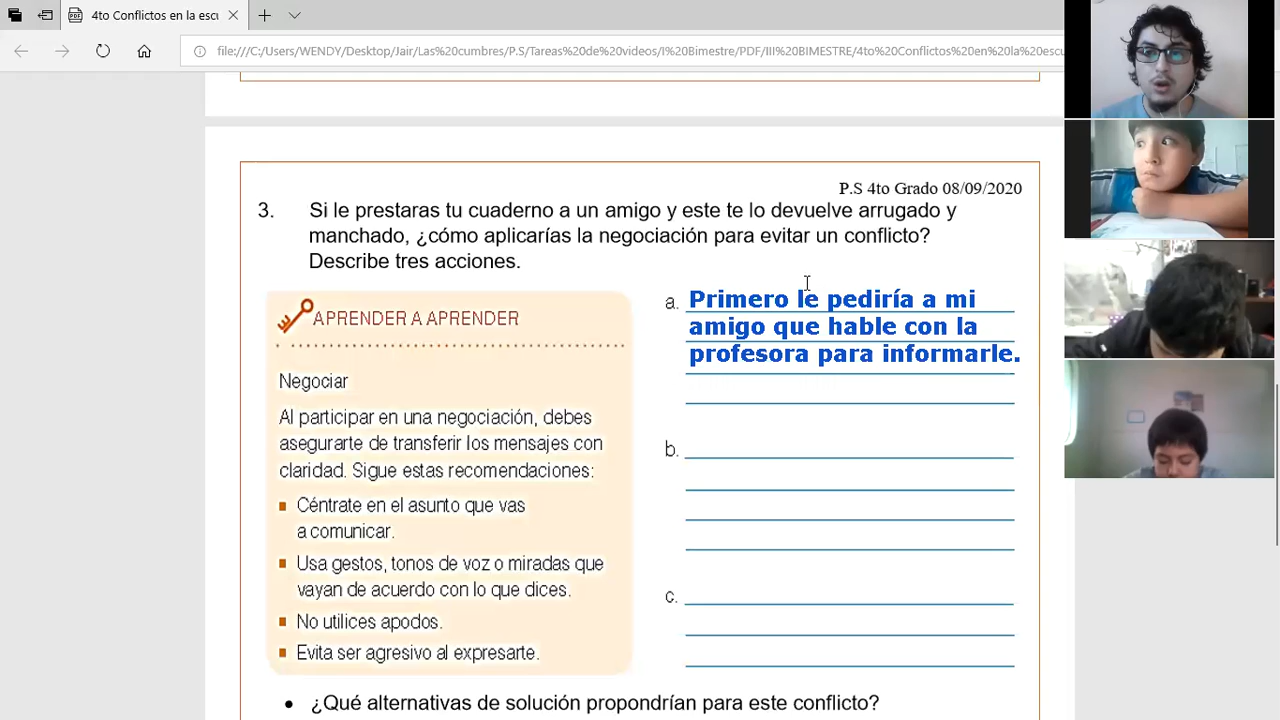 4to Conflictos en la escu
file:///C:/Users/WENDY/Desktop/Jair/Las%20cumbres/P.S/Tareas%20de%20videos/I%20Bimestre/PDF/III%20BIMESTRE/4to%20Conflictos%20en%20la%20escu
P.S 4to Grado 08/09/2020
3. Si le prestaras tu cuaderno a un amigo y este te lo devuelve arrugado y
manchado, ¿cómo aplicarías la negociación para evitar un conflicto?
Describe tres acciones.
APRENDER A APRENDER
Negociar
Al participar en una negociación, debes
asegurarte de transferir los mensajes con
claridad. Sigue estas recomendaciones:
Céntrate en el asunto que vas
a comunicar.
Usa gestos, tonos de voz o miradas que
vayan de acuerdo con lo que dices.
No utilices apodos.
Evita ser agresivo al expresarte.
a. Primero le pediría a mi
amigo que hable con la
profesora para informarle.
b.
c.
• ¿Qué alternativas de solución propondrían para este conflicto?